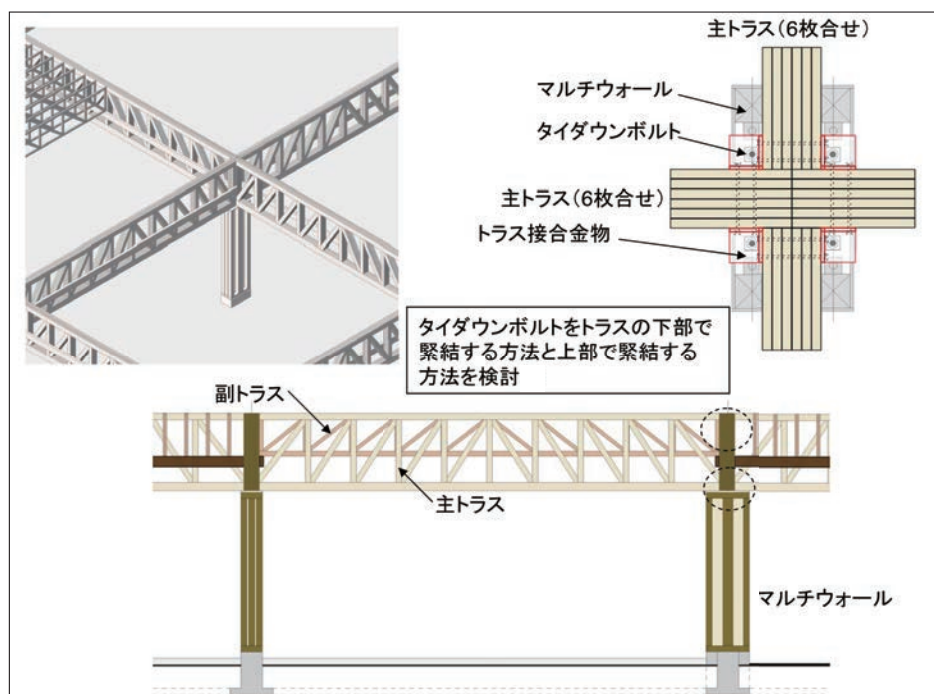 主トラス(6枚合せ)
マルチウォール
タイダウンボルト
主トラス(6枚合せ)
トラス接合金物
タイダウンボルトをトラスの下部で
緊結する方法と上部で緊結する
方法を検討
副トラス
主トラス
マルチウォール